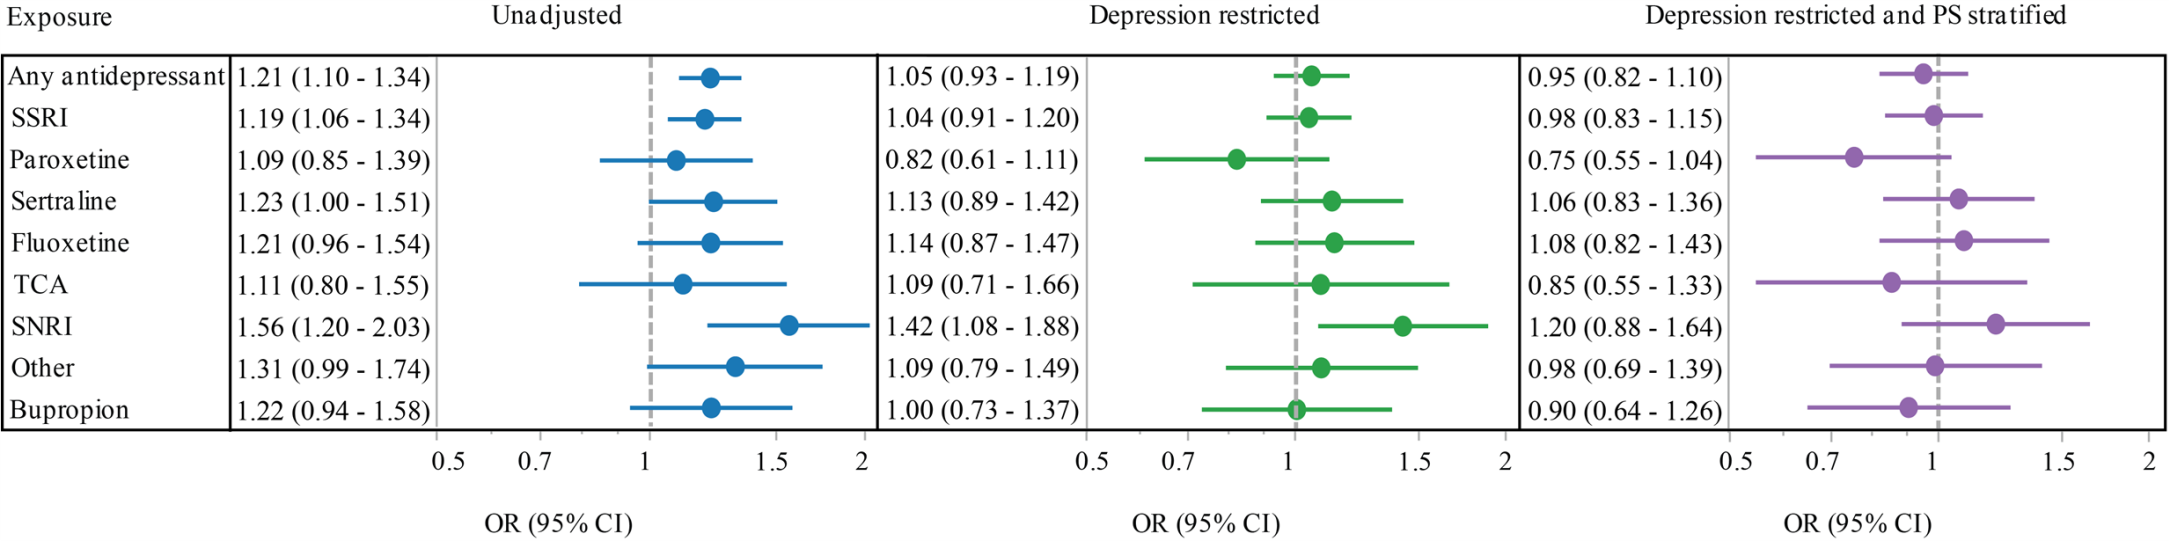 Exposure Unadjusted Depression restricted Depression restricted and PS stratified
Any antidepressant 1.21 (1.10 - 1.34) 1.05 (0.93 - 1.19) 0.95 (0.82 - 1.10)
SSRI 1.19 (1.06 - 1.34) 1.04 (0.91 - 1.20) 0.98 (0.83 - 1.15)
Paroxetine 1.09 (0.85 - 1.39) 0.82 (0.61 - 1.11) 0.75 (0.55 - 1.04)
Sertraline 1.23 (1.00 - 1.51) 1.13 (0.89 - 1.42) 1.06 (0.83 - 1.36)
Fluoxetine 1.21 (0.96 - 1.54) 1.14 (0.87 - 1.47) 1.08 (0.82 - 1.43)
TCA 1.11 (0.80 - 1.55) 1.09 (0.71 - 1.66) 0.85 (0.55 - 1.33)
SNRI 1.56 (1.20 - 2.03) 1.42 (1.08 - 1.88) 1.20 (0.88 - 1.64)
Other 1.31 (0.99 - 1.74) 1.09 (0.79 - 1.49) 0.98 (0.69 - 1.39)
Bupropion 1.22 (0.94 - 1.58) 1.00 (0.73 - 1.37) 0.90 (0.64 - 1.26)
0.5 0.7 1 1.5 2 0.5 0.7 1 1.5 2 0.5 0.7 1 1.5 2
OR (95% CI) OR (95% CI) OR (95% CI)